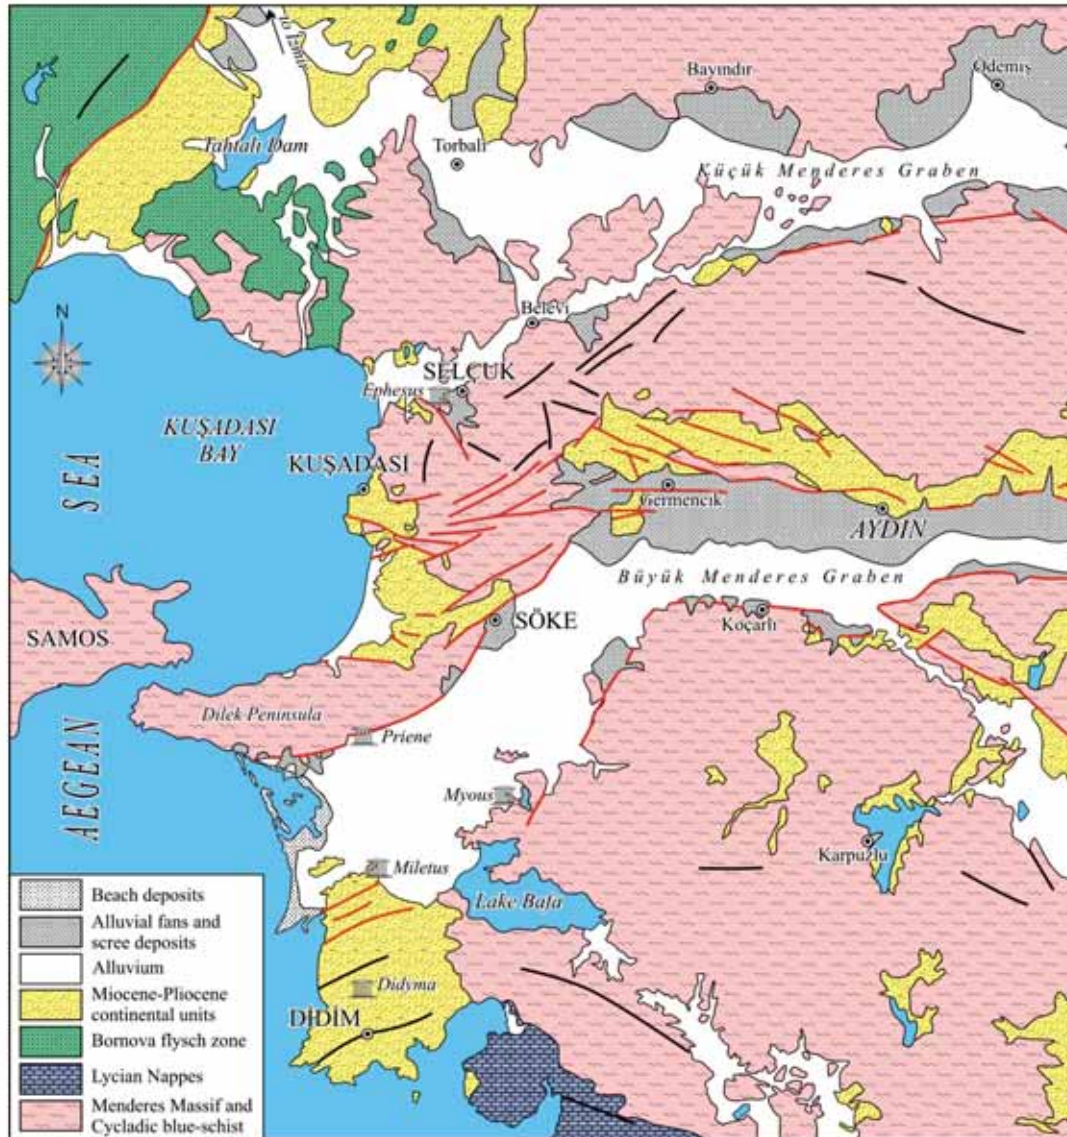 to İzmir
Bayındır
Ödemiş
Tahtalı Dam
Torbalı
Küçük Menderes Graben
Belevi
N
SELÇUK
Ephesus
KUŞADASI
BAY
KUŞADASI
SEA
Germencik
AYDIN
Büyük Menderes Graben
SÖKE
Koçarlı
SAMOS
Dilek Peninsula
Priene
AEGEAN
Myous
Karpuzlu
Miletus
Lake Bafa
Didyma
DİDİM
Beach deposits
Alluvial fans and
scree deposits
Alluvium
Miocene-Pliocene
continental units
Bornova flysch zone
Lycian Nappes
Menderes Massif and
Cycladic blue-schist